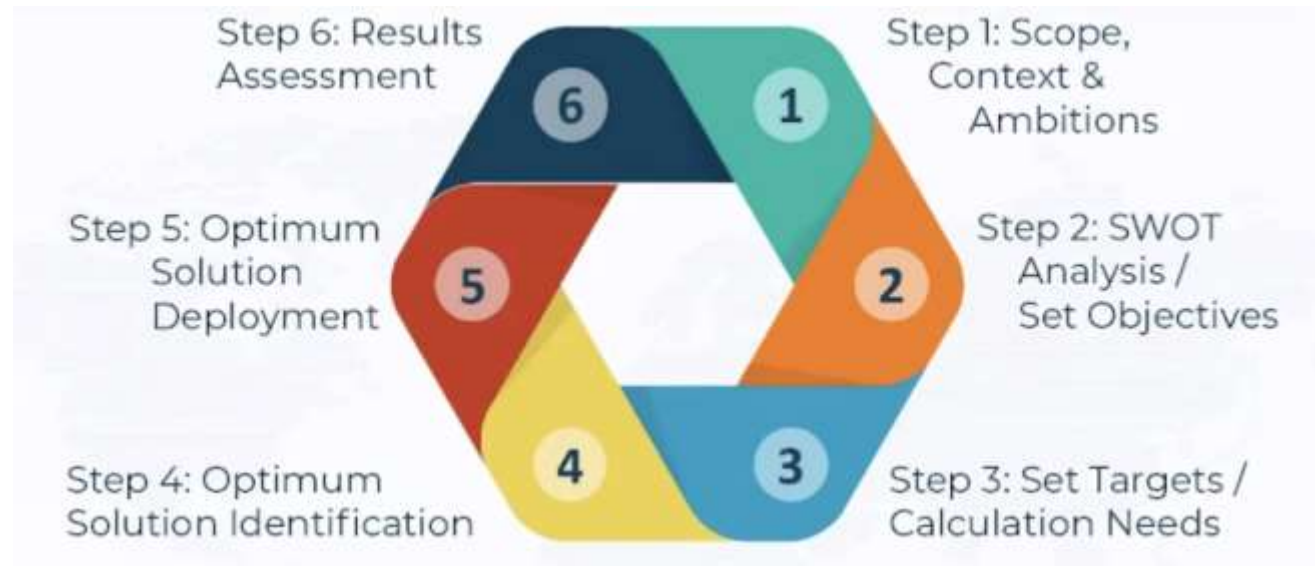 Step 1: Scope,
Context &
Ambitions
Step 2: SWOT
Analysis /
Set Objectives
Step 3: Set Targets /
Calculation Needs
Step 4: Optimum
Solution Identification
Step 5: Optimum
Solution
Deployment
Step 6: Results
Assessment
1
2
3
4
5
6